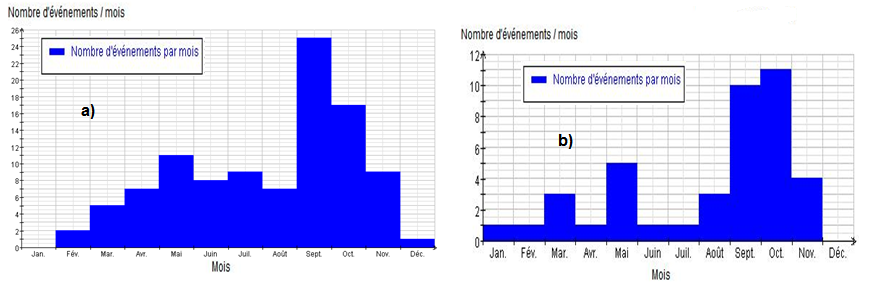 Nombre d'événements / mois
26
24
22
20
18
16
14
12
10
8
6
4
2
0
Nombre d'événements par mois
a)
Jan. Fév. Mar. Avr. Mai Juin Juil. Août Sept. Oct. Nov. Déc.
Mois
Nombre d'événements / mois
12
10
8
6
4
2
0
Nombre d'événements par mois
b)
Jan. Fév. Mar. Avr. Mai Juin Juil. Août Sept. Oct. Nov. Déc.
Mois